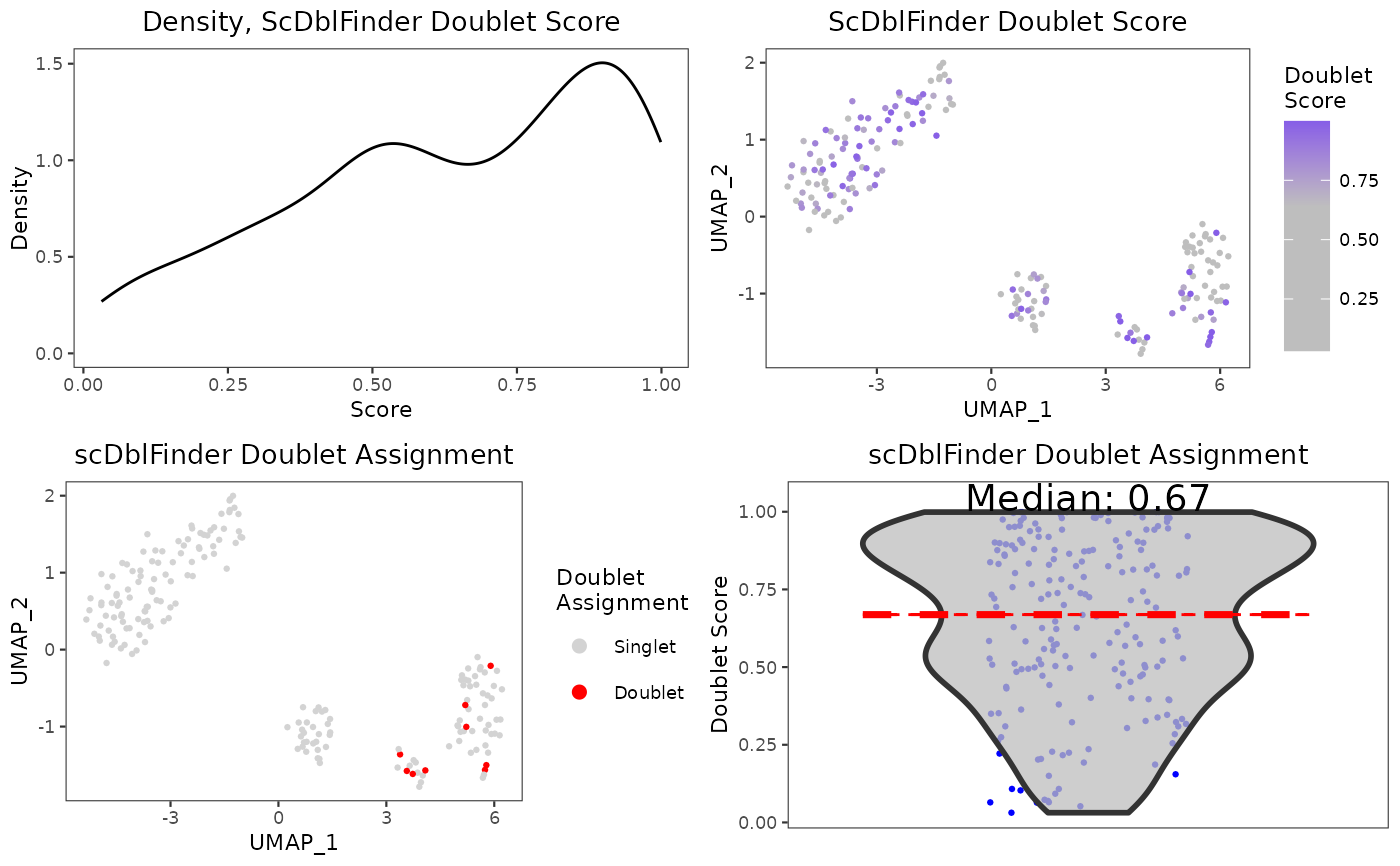 Density, ScDblFinder Doublet Score
1.5
1.0
0.5
0.0
Density
0.00 0.25 0.50 0.75 1.00
Score
ScDblFinder Doublet Score
2
1
0
-1
UMAP_2
-3 0 3 6
UMAP_1
Doublet
Score
0.75
0.50
0.25
scDblFinder Doublet Assignment
2
1
0
-1
UMAP_2
-3 0 3 6
UMAP_1
Doublet
Assignment
Singlet
Doublet
scDblFinder Doublet Assignment
Median: 0.67
1.00
0.75
0.50
0.25
0.00
Doublet Score